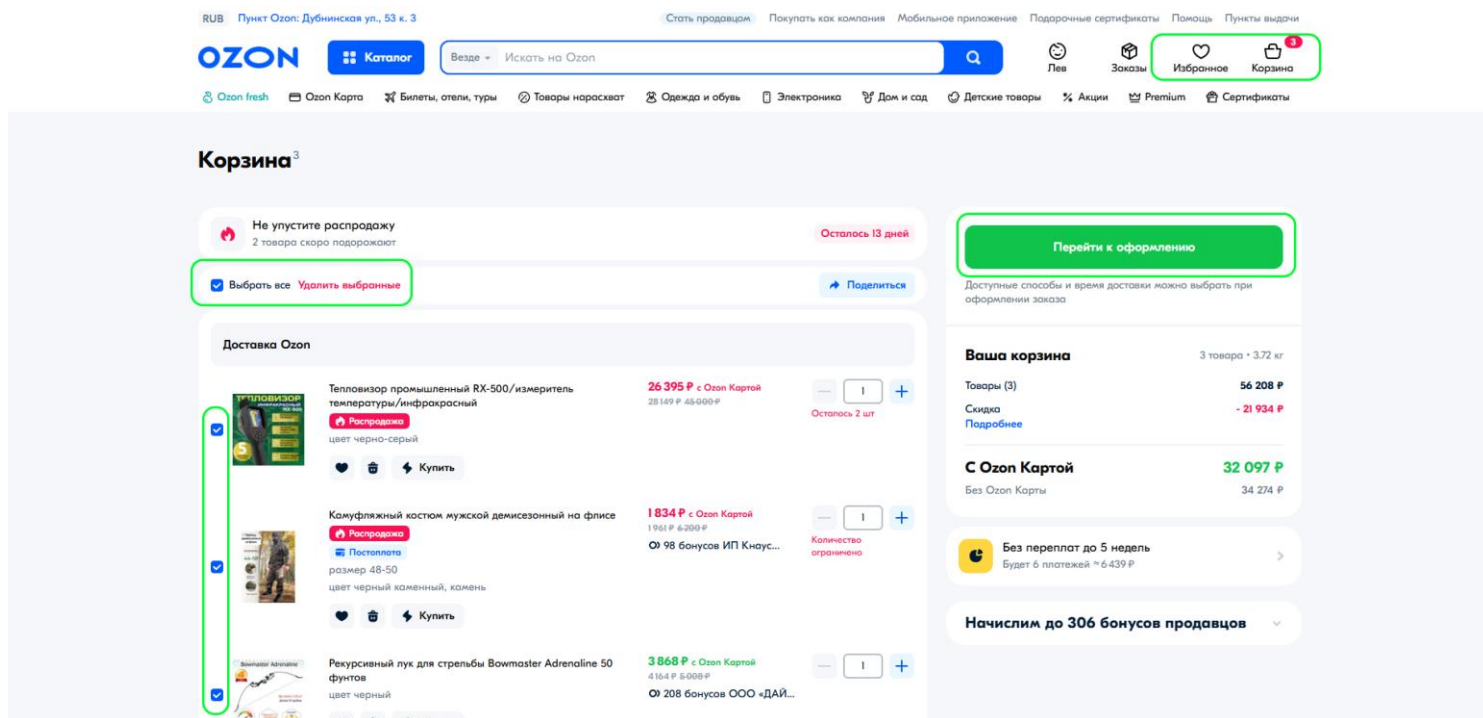 RUB Пункт Ozon: Дубнинская ул., 53 к. 3 Стать продавцом Покупать как компания Мобильное приложение Подарочные сертификаты Помощь Пункты выдачи
OZON Каталог Везде Искать на Ozon Лев Заказы Избранное 3 Корзина
Ozon fresh Ozon Карта Билеты, отели, туры Товары нарасхват Одежда и обувь Электроника Дом и сад Детские товары Акции Premium Сертификаты
Корзина 3
Не упустите распродажу
2 товара скоро подорожают
Осталось 13 дней
Выбрать все Удалить выбранные Поделиться
Доставка Ozon
ТЕПЛОВИЗОР
Тепловизор промышленный RX-500/измеритель
температуры/инфракрасный
Распродажа
цвет черно-серый
Купить
26 395 ₽ с Ozon Картой
28 149 ₽ 45 000 ₽
1
Осталось 2 шт
Камуфляжный костюм мужской демисезонный на флисе
Распродажа
Постоплата
размер 48-50
цвет черный каменный, камень
Купить
1 834 ₽ с Ozon Картой
1 961 ₽ 6 200 ₽
98 бонусов ИП Кнаус...
1
Количество
ограничено
Bowmaster Adrenaline
Рекурсивный лук для стрельбы Bowmaster Adrenaline 50
фунтов
цвет черный
3 868 ₽ с Ozon Картой
4 164 ₽ 5 008 ₽
208 бонусов ООО «ДАЙ...
1
Перейти к оформлению
Доступные способы и время доставки можно выбрать при
оформлении заказа
Ваша корзина 3 товара • 3.72 кг
Товары (3) 56 208 ₽
Скидка - 21 934 ₽
Подробнее
С Ozon Картой 32 097 ₽
Без Ozon Карты 34 274 ₽
Без переплат до 5 недель
Будет 6 платежей ≈ 6 439 ₽
Начислим до 306 бонусов продавцов